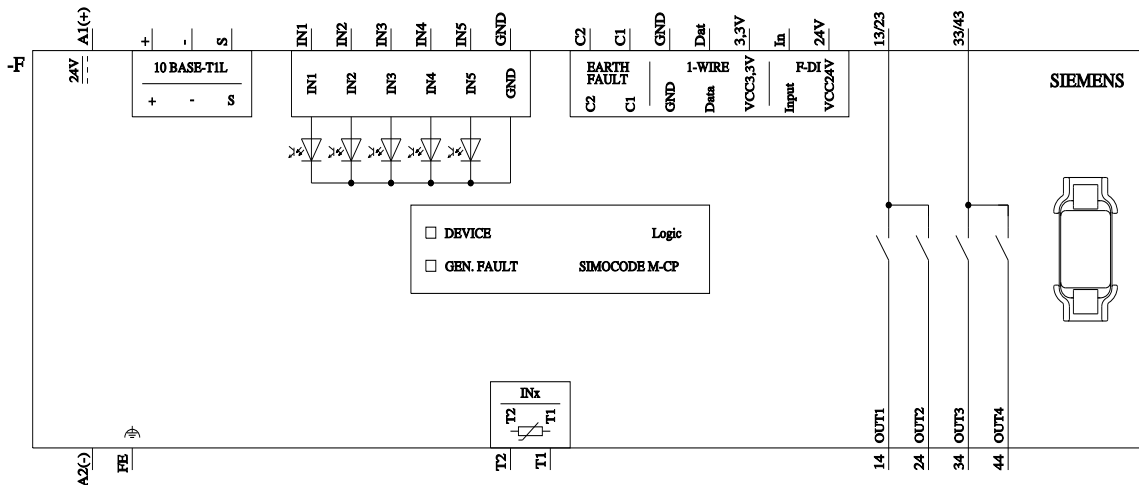 A1(+)
+
-
S
IN1
IN2
IN3
IN4
IN5
GND
C2
C1
GND
Dat
3,3V
In
24V
13/23
33/43
-F
24V
10 BASE-T1L
+
-
S
IN1
IN2
IN3
IN4
IN5
GND
EARTH
FAULT
1-WIRE
F-DI
C2
C1
GND
Data
VCC3,3V
Input
VCC24V
SIEMENS
DEVICE
Logic
GEN. FAULT
SIMOCODE M-CP
INx
T2
T1
OUT1
OUT2
OUT3
OUT4
A2(-)
FE
T2
T1
14
24
34
44